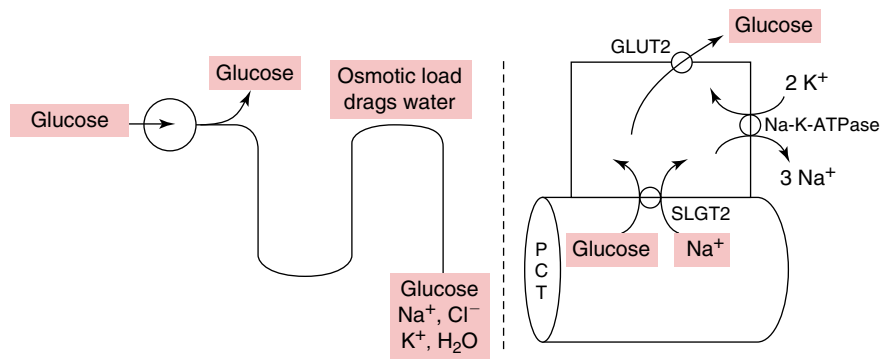 Glucose
Glucose
Osmotic load
drags water
Glucose
Na⁺, Cl⁻
K⁺, H₂O
Glucose
GLUT2
2 K⁺
Na-K-ATPase
3 Na⁺
SLGT2
Glucose
Na⁺
P
C
T